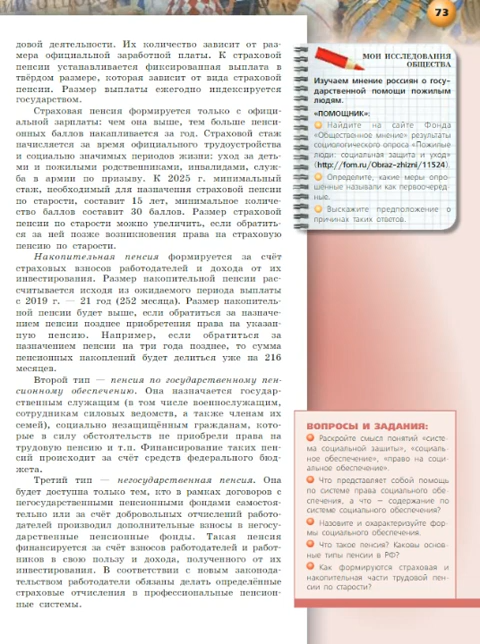 73
довой деятельности. Их количество зависит от раз-
мера официальной заработной платы. К страховой
пенсии устанавливается фиксированная выплата в
твёрдом размере, которая зависит от вида страховой
пенсии. Размер выплаты ежегодно индексируется
государством.
Страховая пенсия формируется только с офици-
альной зарплаты: чем она выше, тем больше пенси-
онных баллов накапливается за год. Страховой стаж
начисляется за время официального трудоустройства
и социально значимых периодов жизни: уход за деть-
ми и пожилыми родственниками, инвалидами, служ-
ба в армии по призыву. К 2025 г. минимальный
стаж, необходимый для назначения страховой пенсии
по старости, составит 15 лет, минимальное количе-
ство баллов составит 30 баллов. Размер страховой
пенсии по старости можно увеличить, если обратить-
ся за ней позже возникновения права на страховую
пенсию по старости.
Накопительная пенсия формируется за счёт
страховых взносов работодателей и дохода от их
инвестирования. Размер накопительной пенсии рас-
считывается исходя из ожидаемого периода выплаты
с 2019 г. — 21 год (252 месяца). Размер накопитель-
ной пенсии будет выше, если обратиться за назначе-
нием пенсии позднее приобретения права на указан-
ную пенсию. Например, если обратиться за
назначением пенсии на три года позднее, то сумма
пенсионных накоплений будет делиться уже на 216
месяцев.
Второй тип — пенсия по государственному пен-
сионному обеспечению. Она назначается государ-
ственным служащим (в том числе военнослужащим,
сотрудникам силовых ведомств, а также членам их
семей), социально незащищённым гражданам, кото-
рые в силу обстоятельств не приобрели права на
трудовую пенсию и т.п. Финансирование таких пен-
сий происходит за счёт средств федерального бюд-
жета.
Третий тип — негосударственная пенсия. Она
будет доступна только тем, кто в рамках договоров с
негосударственными пенсионными фондами самостоя-
тельно или за счёт добровольных отчислений работо-
дателей производил дополнительные взносы в негосу-
дарственные пенсионные фонды. Такая пенсия
финансируется за счёт взносов работодателей и работ-
ников в свою пользу и дохода, полученного от их
инвестирования. В соответствии с новым законода-
тельством работодатели обязаны делать определённые
страховые отчисления в профессиональные пенсион-
ные системы.
МОИ ИССЛЕДОВАНИЯ
ОБЩЕСТВА
Изучаем мнение россиян о госу-
дарственной помощи пожилым
людям.
«ПОМОЩНИК»:
Найдите на сайте Фонда
«Общественное мнение» результаты
социологического опроса «Пожилые
люди: социальная защита и уход»
(http://fom.ru/Obraz-zhizni/11524).
Определите, какие меры опро-
шенные называли как первоочеред-
ные.
Выскажите предположение о
причинах таких ответов.
ВОПРОСЫ И ЗАДАНИЯ:
Раскройте смысл понятий «систе-
ма социальной защиты», «социаль-
ное обеспечение», «право на соци-
альное обеспечение».
Что представляет собой помощь
по системе права социального обе-
спечения, а что — содержание по
системе социального обеспечения?
Назовите и охарактеризуйте фор-
мы социального обеспечения.
Что такое пенсия? Каковы основ-
ные типы пенсии в РФ?
Как формируются страховая и
накопительная части трудовой пен-
сии по старости?